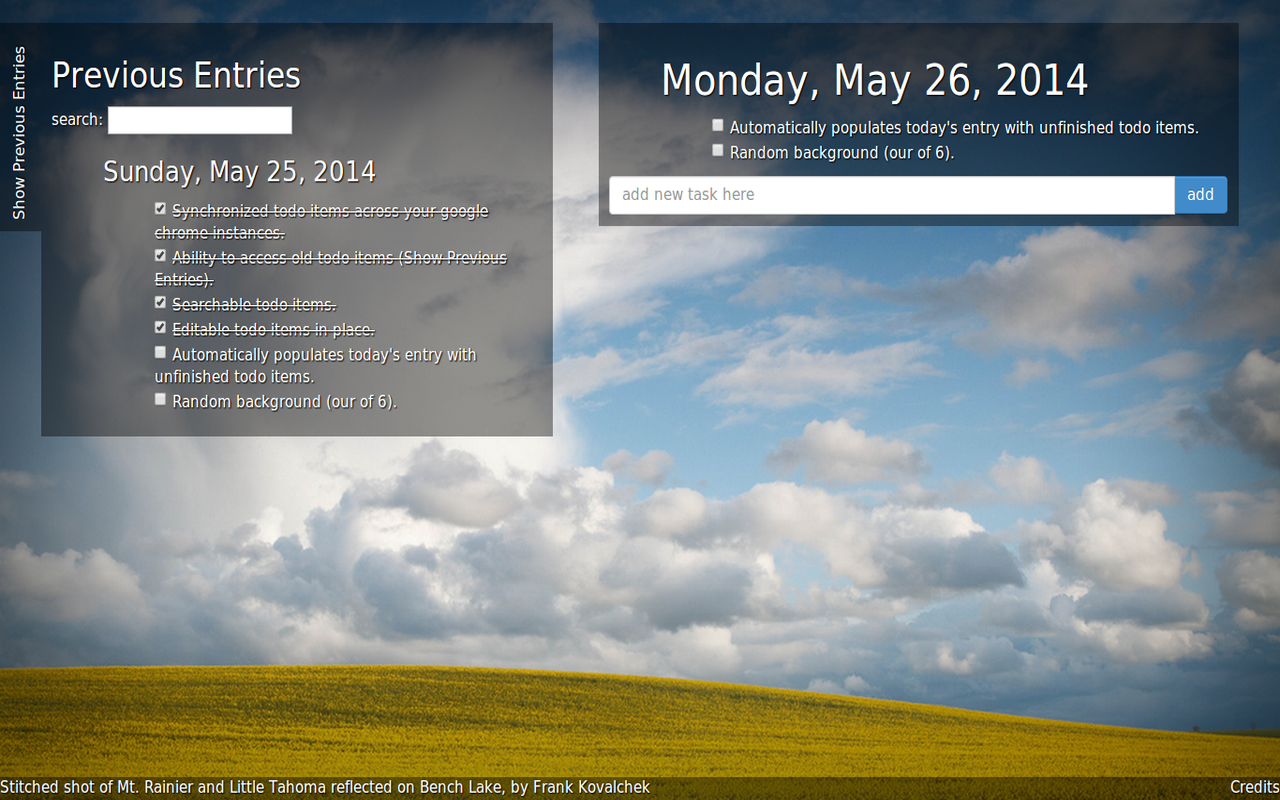 Show Previous Entries
Previous Entries
search:
Sunday, May 25, 2014
Synchronized todo items across your google
chrome instances.
Ability to access old todo items (Show Previous
Entries).
Searchable todo items.
Editable todo items in place.
Automatically populates today's entry with
unfinished todo items.
Random background (our of 6).
Monday, May 26, 2014
Automatically populates today's entry with unfinished todo items.
Random background (our of 6).
add new task here add
Stitched shot of Mt. Rainier and Little Tahoma reflected on Bench Lake, by Frank Kovalchek Credits